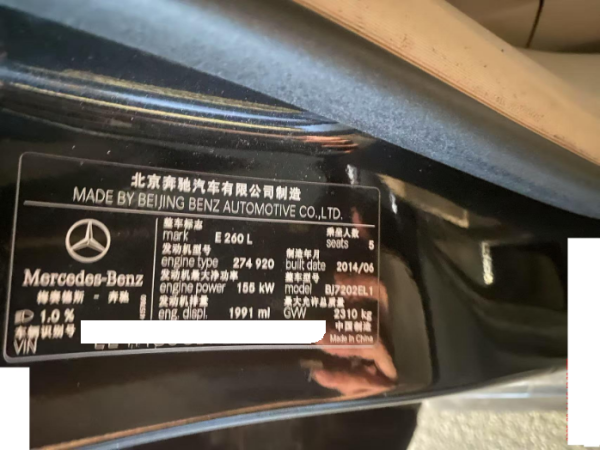 北京奔驰汽车有限公司制造
MADE BY BEIJING BENZ AUTOMOTIVE CO.,LTD.
Mercedes-Benz
梅赛德斯 - 奔驰
1.0 %
整车标志
mark E 260 L
乘坐人数
seats 5
发动机型号
engine type 274 920
制造年月
built date 2014/06
发动机最大净功率
engine power 155 kW
整车型号
model BJ7202EL1
发动机排量
eng. displ. 1991 ml
最大允许总质量
GVW 2310 kg
车辆识别号
VIN
中国制造
Made in China